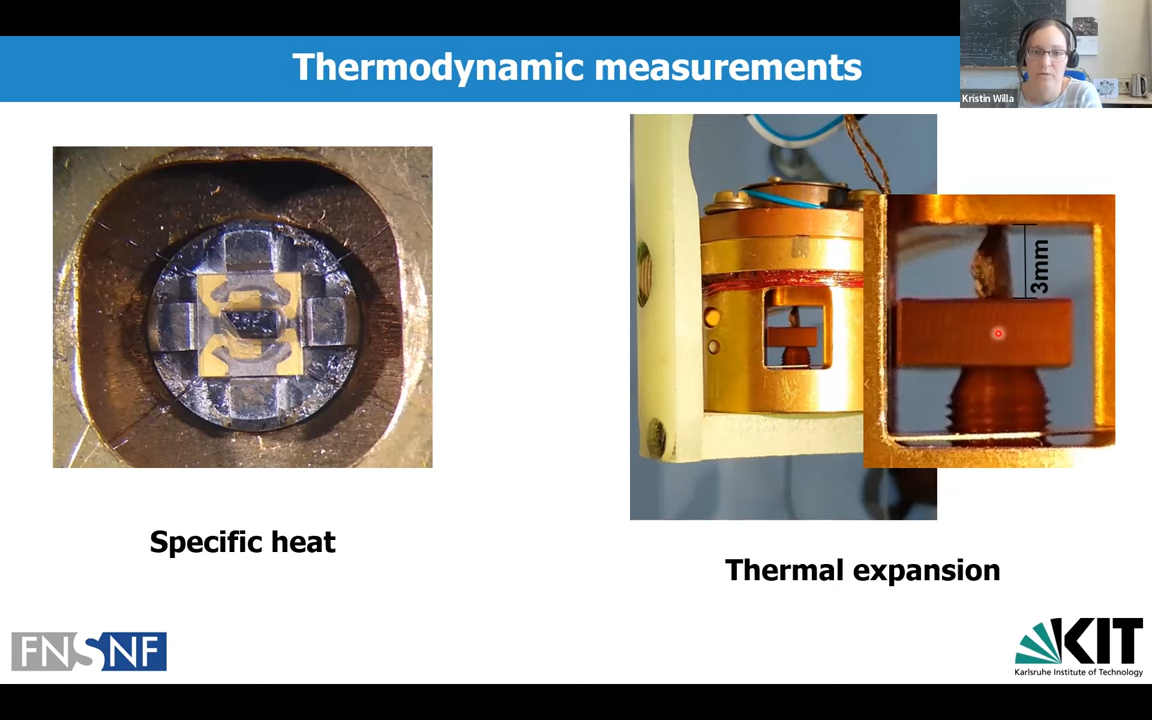 Thermodynamic measurements
Kristin Willa
3mm
Specific heat
Thermal expansion
FNSNF
KIT
Karlsruhe Institute of Technology